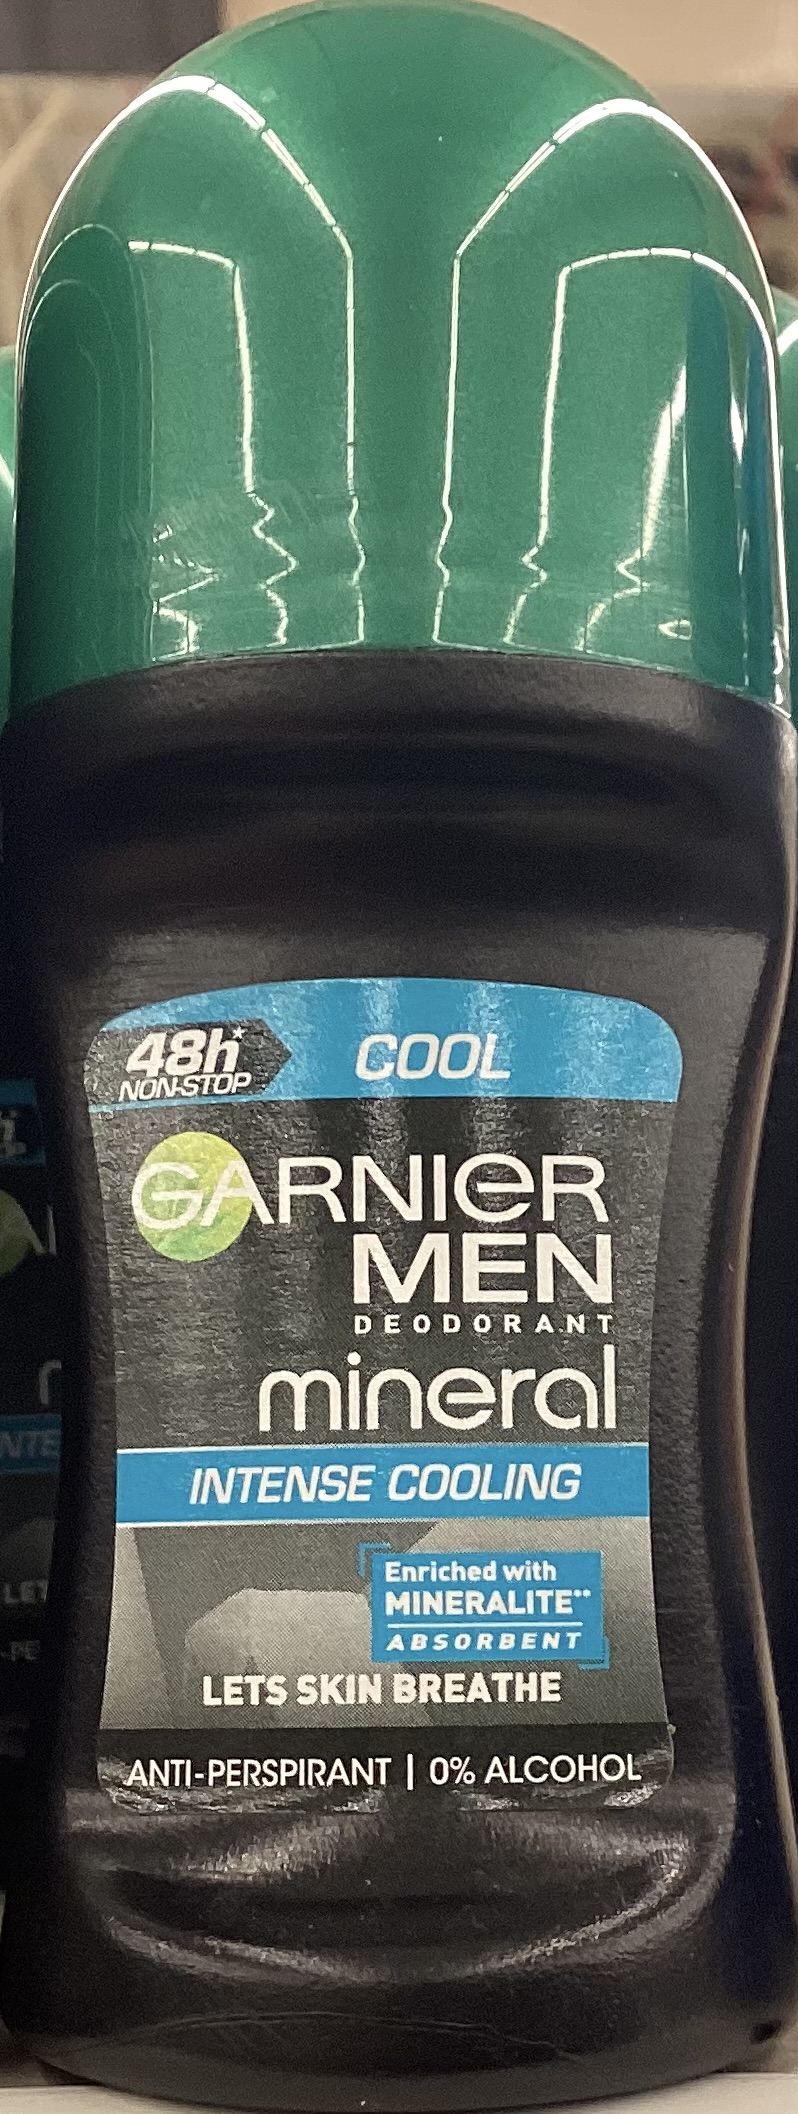 48h* COOL
NON-STOP
GARNIER
MEN
DEODORANT
mineral
INTENSE COOLING
Enriched with
MINERALITE**
ABSORBENT
LETS SKIN BREATHE
ANTI-PERSPIRANT | 0% ALCOHOL